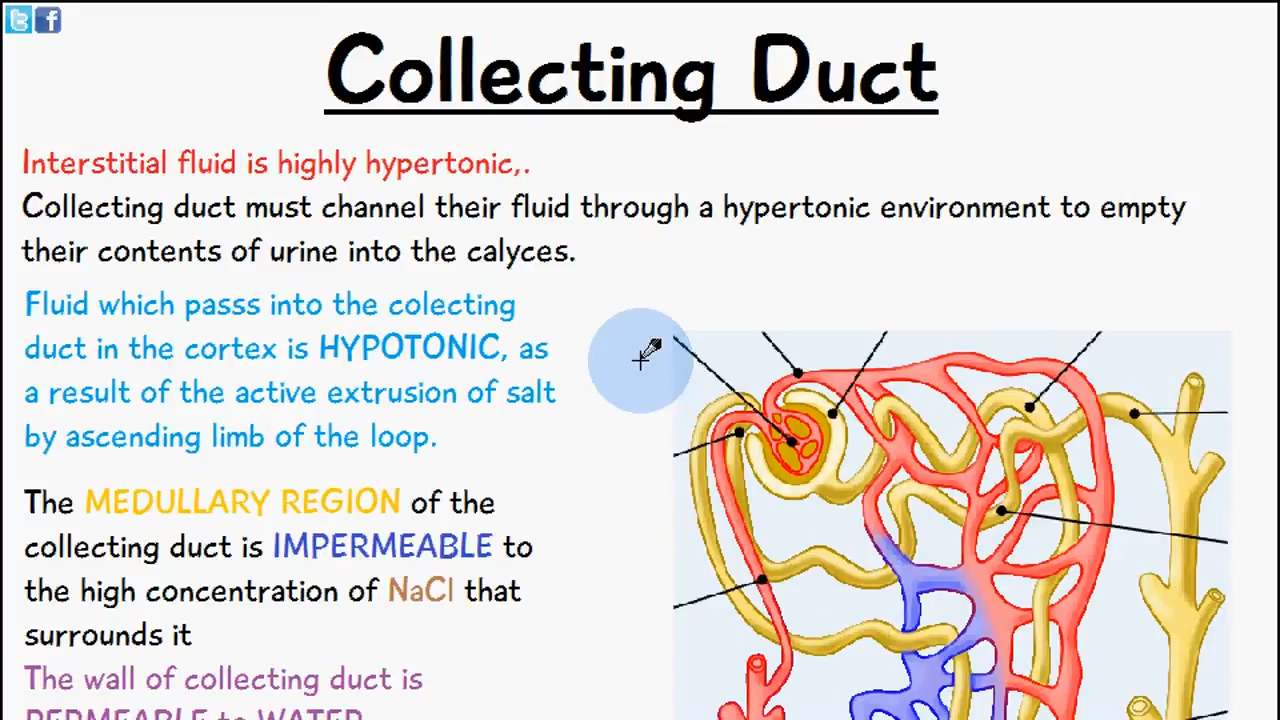 Collecting Duct
Interstitial fluid is highly hypertonic,.
Collecting duct must channel their fluid through a hypertonic environment to empty
their contents of urine into the calyces.
Fluid which passs into the colecting
duct in the cortex is HYPOTONIC, as
a result of the active extrusion of salt
by ascending limb of the loop.
The MEDULLARY REGION of the
collecting duct is IMPERMEABLE to
the high concentration of NaCl that
surrounds it
The wall of collecting duct is
PERMEABLE to WATER